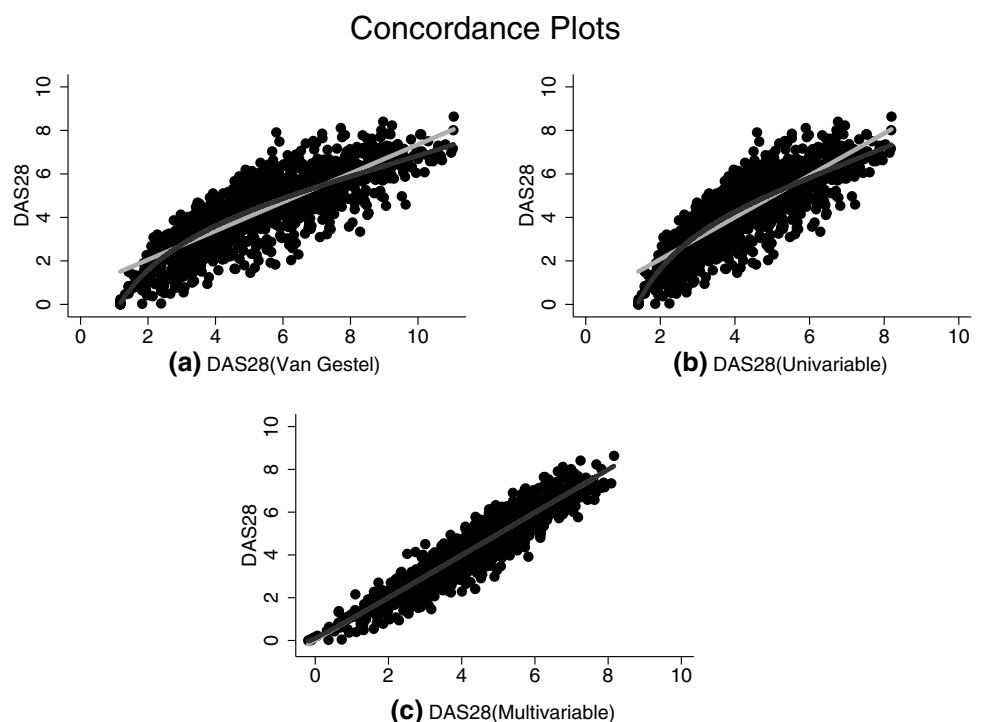 Concordance Plots
10
8
6
4
2
0
DAS28
0 2 4 6 8 10
(a) DAS28(Van Gestel)
10
8
6
4
2
0
DAS28
0 2 4 6 8 10
(b) DAS28(Univariable)
10
8
6
4
2
0
DAS28
0 2 4 6 8 10
(c) DAS28(Multivariable)